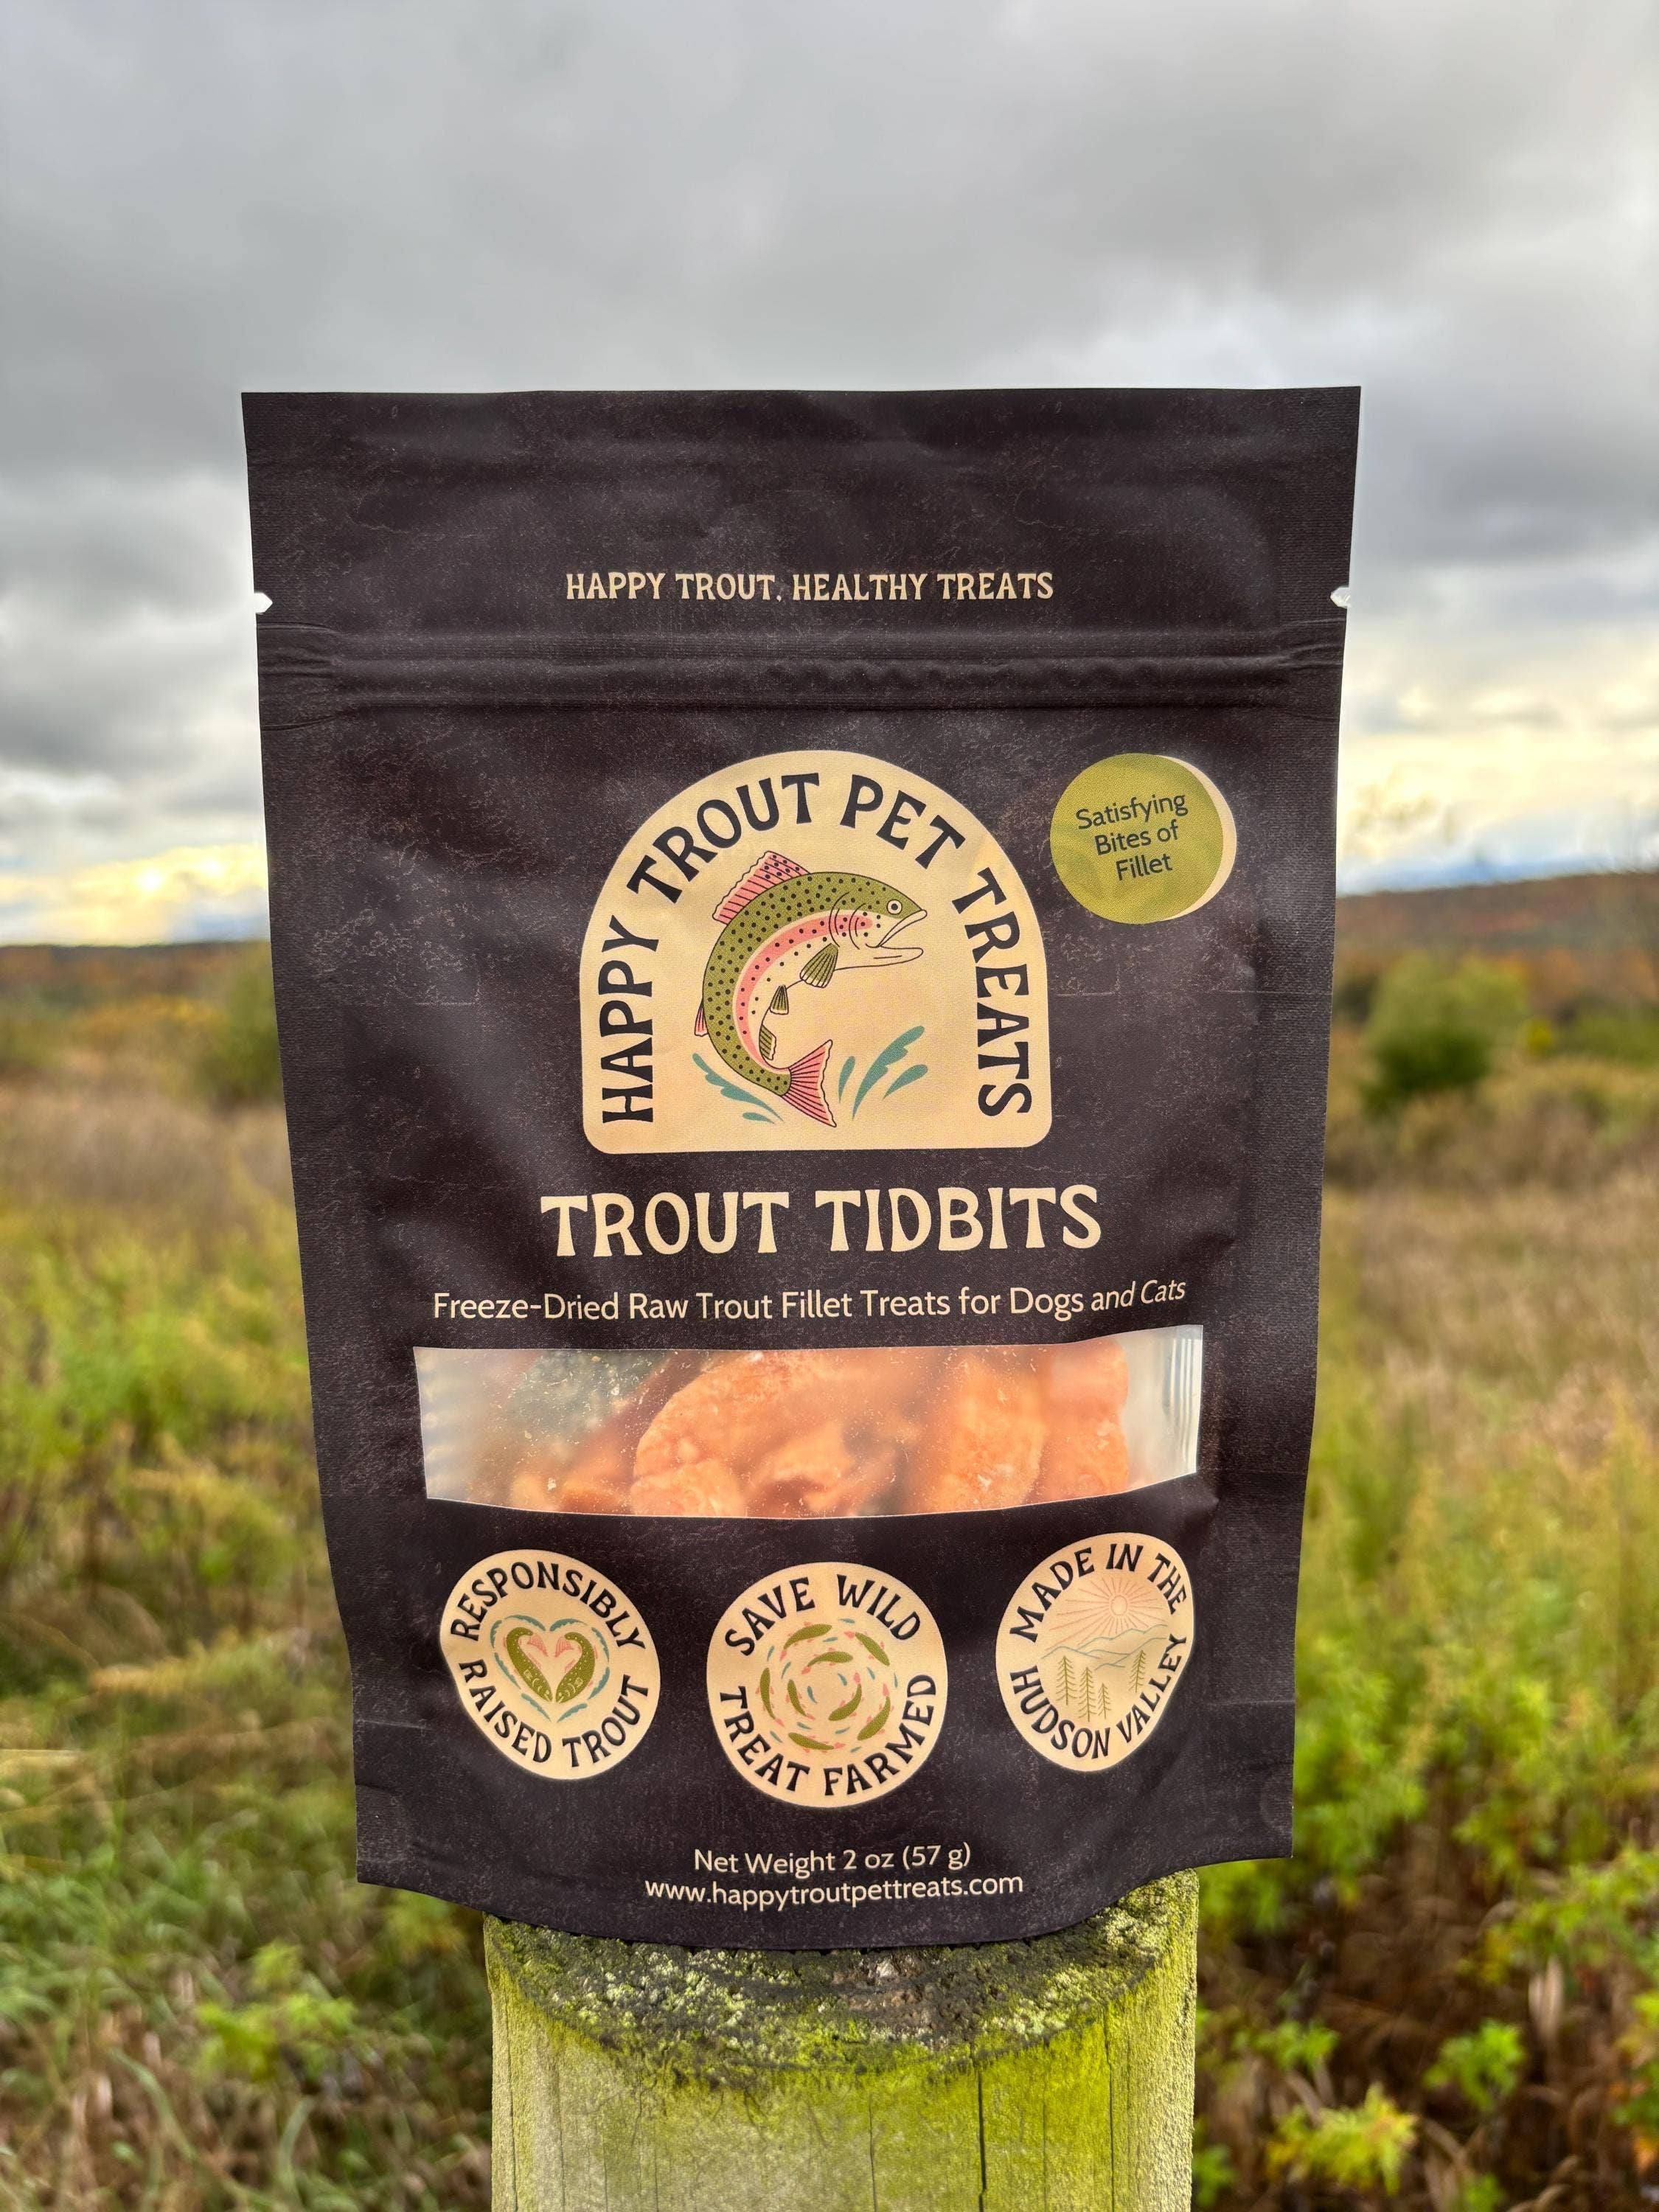 HAPPY TROUT. HEALTHY TREATS
HAPPY TROUT PET TREATS
Satisfying
Bites of
Fillet
TROUT TIDBITS
Freeze-Dried Raw Trout Fillet Treats for Dogs and Cats
RESPONSIBLY
RAISED TROUT
SAVE WILD
TREAT FARMED
MADE IN THE
HUDSON VALLEY
Net Weight 2 oz (57 g)
www.happytroutpettreats.com